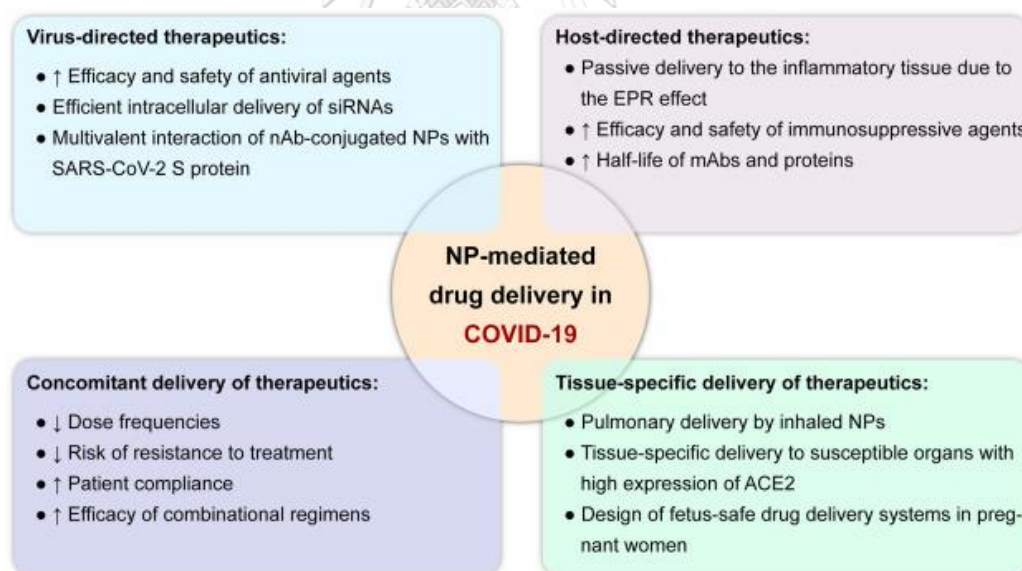 Virus-directed therapeutics:
● ↑ Efficacy and safety of antiviral agents
● Efficient intracellular delivery of siRNAs
● Multivalent interaction of nAb-conjugated NPs with
SARS-CoV-2 S protein
Host-directed therapeutics:
● Passive delivery to the inflammatory tissue due to
the EPR effect
● ↑ Efficacy and safety of immunosuppressive agents
● ↑ Half-life of mAbs and proteins
NP-mediated
drug delivery in
COVID-19
Concomitant delivery of therapeutics:
● ↓ Dose frequencies
● ↓ Risk of resistance to treatment
● ↑ Patient compliance
● ↑ Efficacy of combinational regimens
Tissue-specific delivery of therapeutics:
● Pulmonary delivery by inhaled NPs
● Tissue-specific delivery to susceptible organs with
high expression of ACE2
● Design of fetus-safe drug delivery systems in preg-
nant women